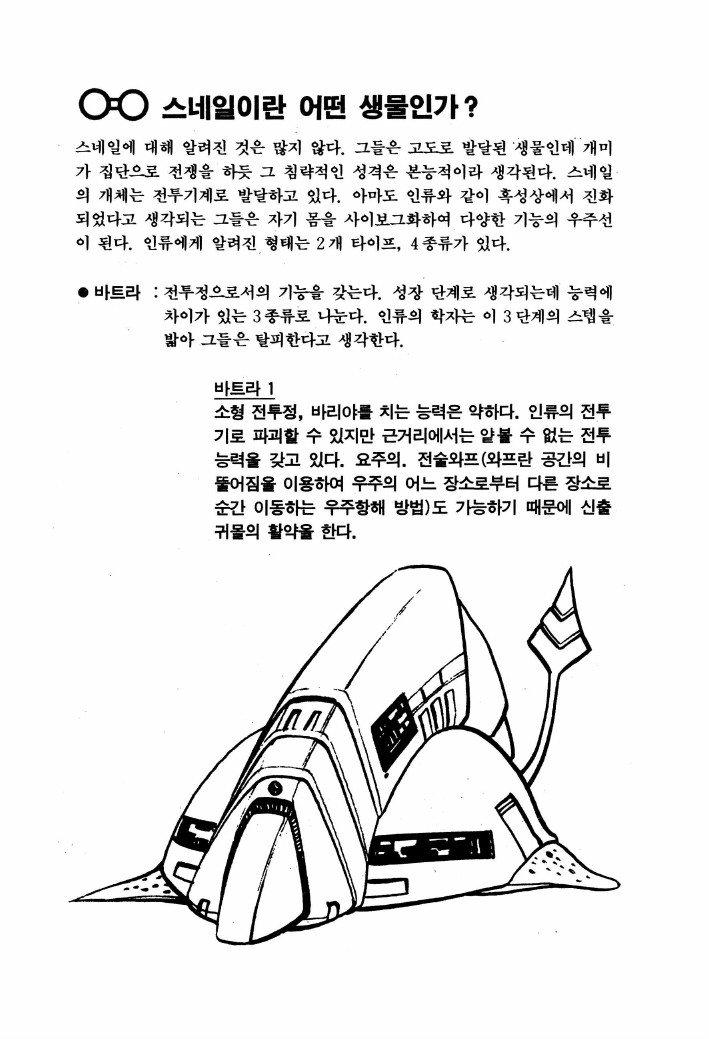 스네일이란 어떤 생물인가?
스네일에 대해 알려진 것은 많지 않다. 그들은 고도로 발달된 생물인데 개미
가 집단으로 전쟁을 하듯 그 침략적인 성격은 본능적이라 생각된다. 스네일
의 개체는 전투기계로 발달하고 있다. 아마도 인류와 같이 혹성상에서 진화
되었다고 생각되는 그들은 자기 몸을 사이보그화하여 다양한 기능의 우주선
이 된다. 인류에게 알려진 형태는 2개 타이프, 4종류가 있다.
● 바트라 : 전투정으로서의 기능을 갖는다. 성장 단계로 생각되는데 능력에
차이가 있는 3종류로 나눈다. 인류의 학자는 이 3단계의 스텝을
밟아 그들은 탈피한다고 생각한다.
바트라 1
소형 전투정, 바리야를 치는 능력은 약하다. 인류의 전투
기로 파괴할 수 있지만 근거리에서는 얕볼 수 없는 전투
능력을 갖고 있다. 요주의. 전술와프(와프란 공간의 비
뚤어짐을 이용하여 우주의 어느 장소로부터 다른 장소로
순간 이동하는 우주항해 방법)도 가능하기 때문에 신출
귀몰의 활약을 한다.